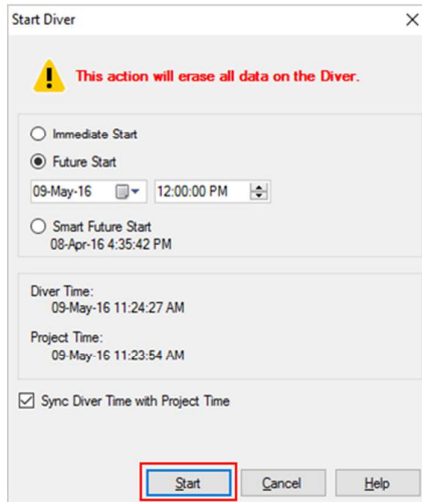 Start Diver
This action will erase all data on the Diver.
Immediate Start
Future Start
09-May-16 12:00:00 PM
Smart Future Start
08-Apr-16 4:35:42 PM
Diver Time:
09-May-16 11:24:27 AM
Project Time:
09-May-16 11:23:54 AM
Sync Diver Time with Project Time
Start Cancel Help